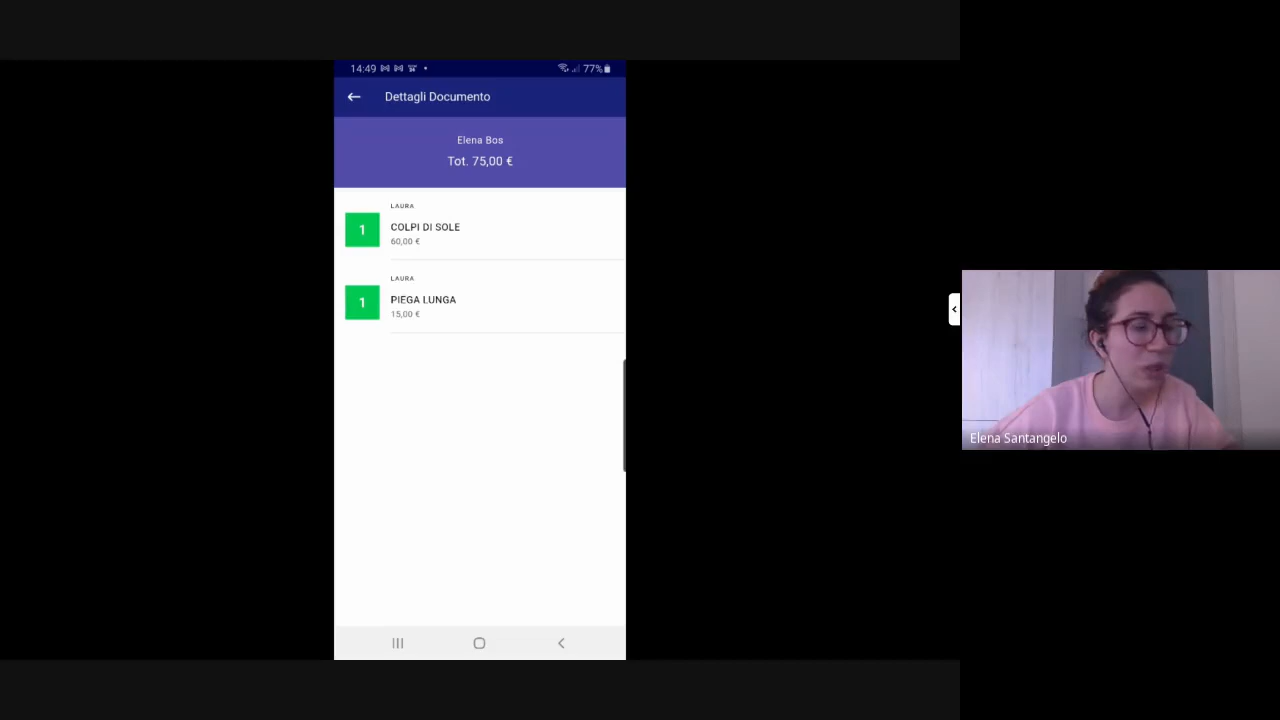 14:49
77%
Dettagli Documento
Elena Bos
Tot. 75,00 €
LAURA
1
COLPI DI SOLE
60,00 €
LAURA
1
PIEGA LUNGA
15,00 €
Elena Santangelo